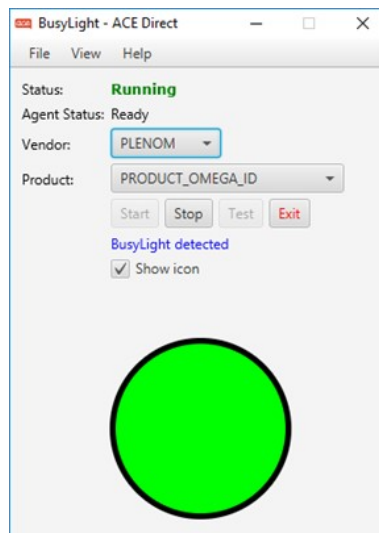 BusyLight - ACE Direct
File View Help
Status: Running
Agent Status: Ready
Vendor: PLENOM
Product: PRODUCT_OMEGA_ID
Start Stop Test Exit
BusyLight detected
Show icon